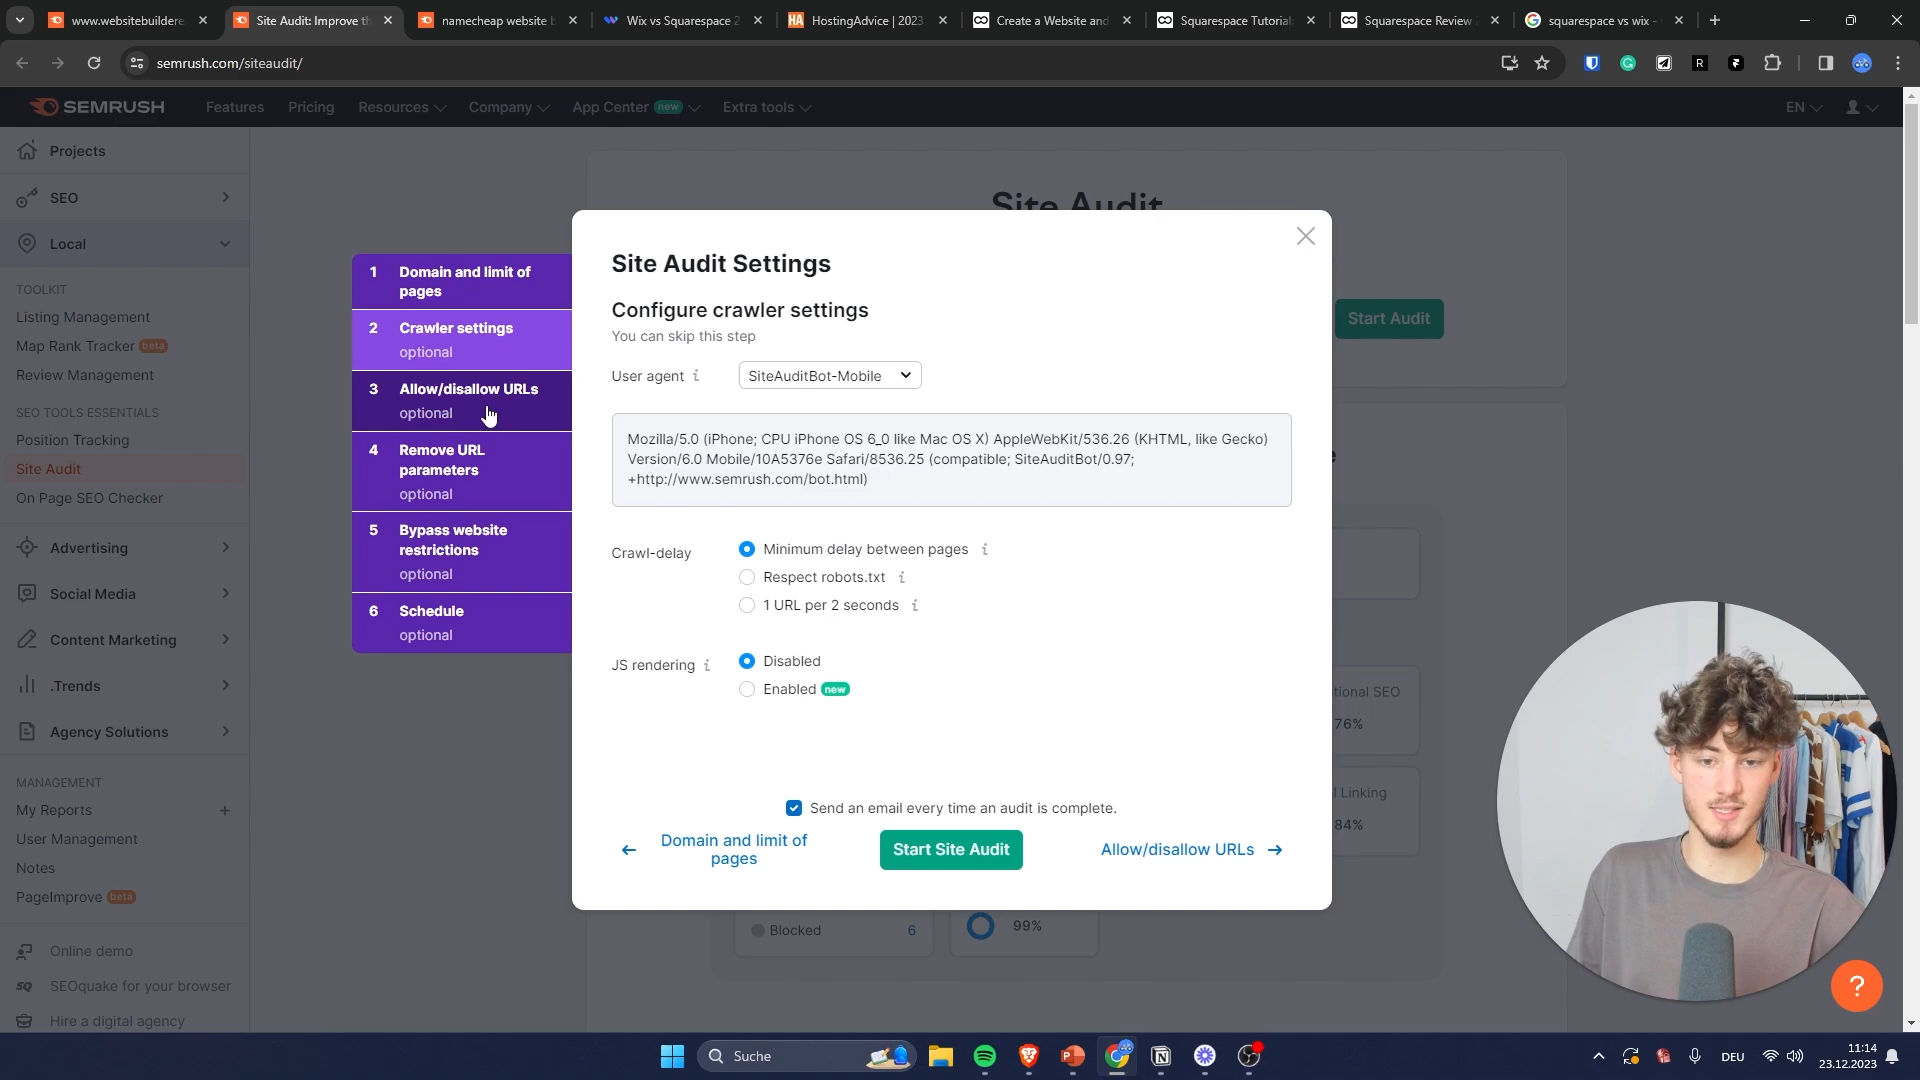 www.websitebuildere
Site Audit: Improve th
namecheap website b
Wix vs Squarespace 2
HostingAdvice | 2023
Create a Website and
Squarespace Tutorial
Squarespace Review 2
squarespace vs wix -
semrush.com/siteaudit/
SEMRUSH
Features
Pricing
Resources
Company
App Center new
Extra tools
EN
Projects
SEO
Local
TOOLKIT
Listing Management
Map Rank Tracker beta
Review Management
SEO TOOLS ESSENTIALS
Position Tracking
Site Audit
On Page SEO Checker
Advertising
Social Media
Content Marketing
.Trends
Agency Solutions
MANAGEMENT
My Reports +
User Management
Notes
PageImprove beta
Online demo
SEOquake for your browser
Hire a digital agency
Site Audit
Start Audit
1 Domain and limit of
pages
2 Crawler settings
optional
3 Allow/disallow URLs
optional
4 Remove URL
parameters
optional
5 Bypass website
restrictions
optional
6 Schedule
optional
Site Audit Settings
Configure crawler settings
You can skip this step
User agent i SiteAuditBot-Mobile
Mozilla/5.0 (iPhone; CPU iPhone OS 6_0 like Mac OS X) AppleWebKit/536.26 (KHTML, like Gecko)
Version/6.0 Mobile/10A5376e Safari/8536.25 (compatible; SiteAuditBot/0.97;
+http://www.semrush.com/bot.html)
Crawl-delay
Minimum delay between pages i
Respect robots.txt i
1 URL per 2 seconds i
JS rendering i
Disabled
Enabled new
Send an email every time an audit is complete.
← Domain and limit of
pages
Start Site Audit
Allow/disallow URLs →
tional SEO
76%
l Linking
84%
Blocked 6
99%
?
Suche
DEU
11:14
23.12.2023